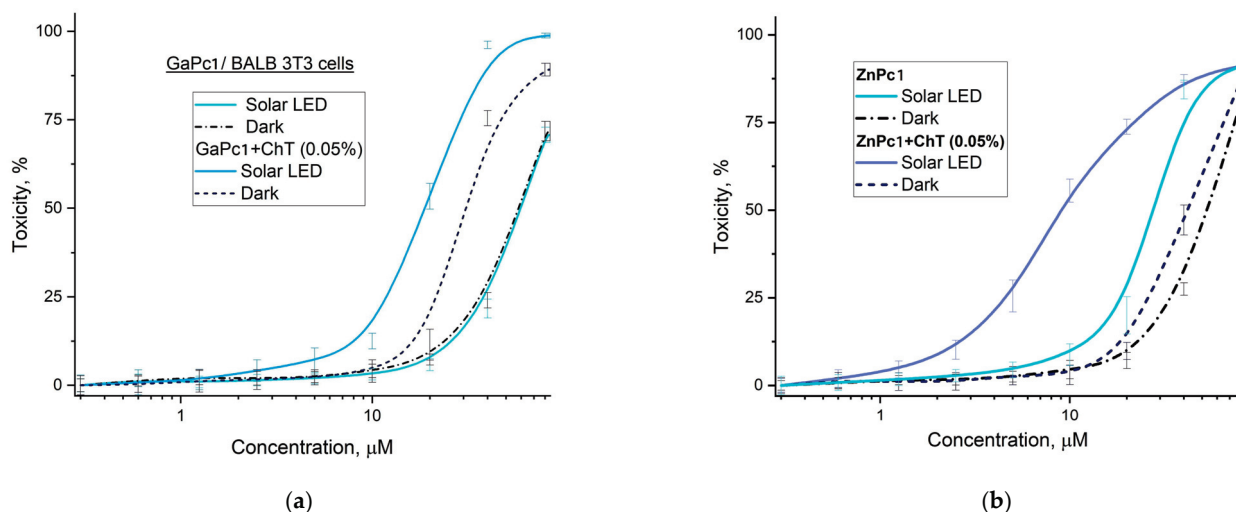 100
75
50
25
0
Toxicity, %
GaPc1/ BALB 3T3 cells
Solar LED
Dark
GaPc1+ChT (0.05%)
Solar LED
Dark
1
10
Concentration, μM
(a)
100
75
50
25
0
Toxicity, %
ZnPc1
Solar LED
Dark
ZnPc1+ChT (0.05%)
Solar LED
Dark
1
10
Concentration, μM
(b)